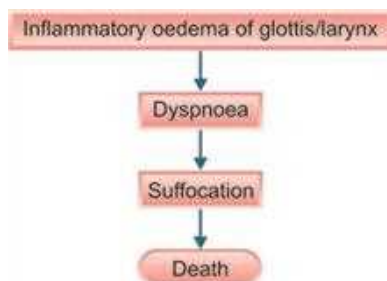 Inflammatory oedema of glottis/larynx
Dyspnoea
Suffocation
Death